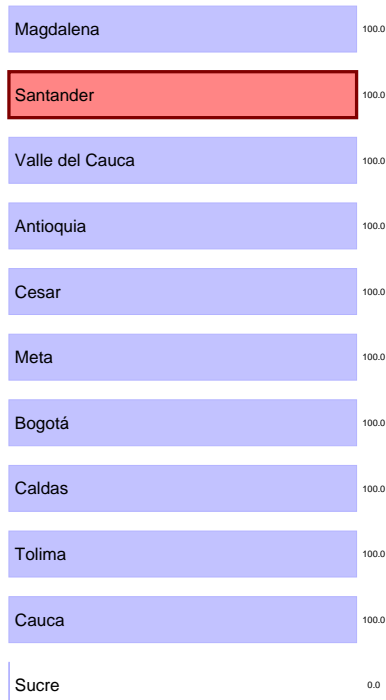 Magdalena 100.0
Santander 100.0
Valle del Cauca 100.0
Antioquia 100.0
Cesar 100.0
Meta 100.0
Bogotá 100.0
Caldas 100.0
Tolima 100.0
Cauca 100.0
Sucre 0.0